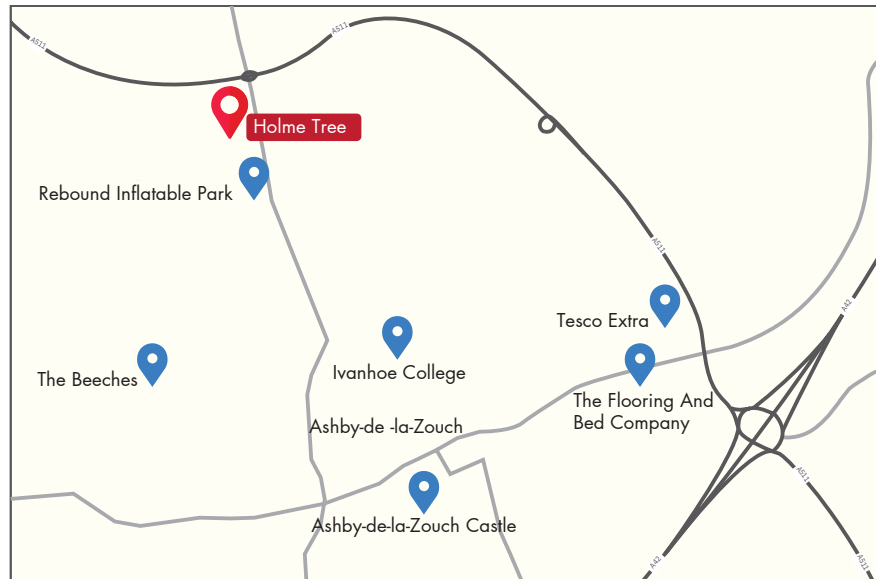 A511
A511
Holme Tree
Rebound Inflatable Park
A511
A42
Tesco Extra
Ivanhoe College
The Beeches
The Flooring And
Bed Company
Ashby-de -la-Zouch
A511
Ashby-de-la-Zouch Castle
A42
A511